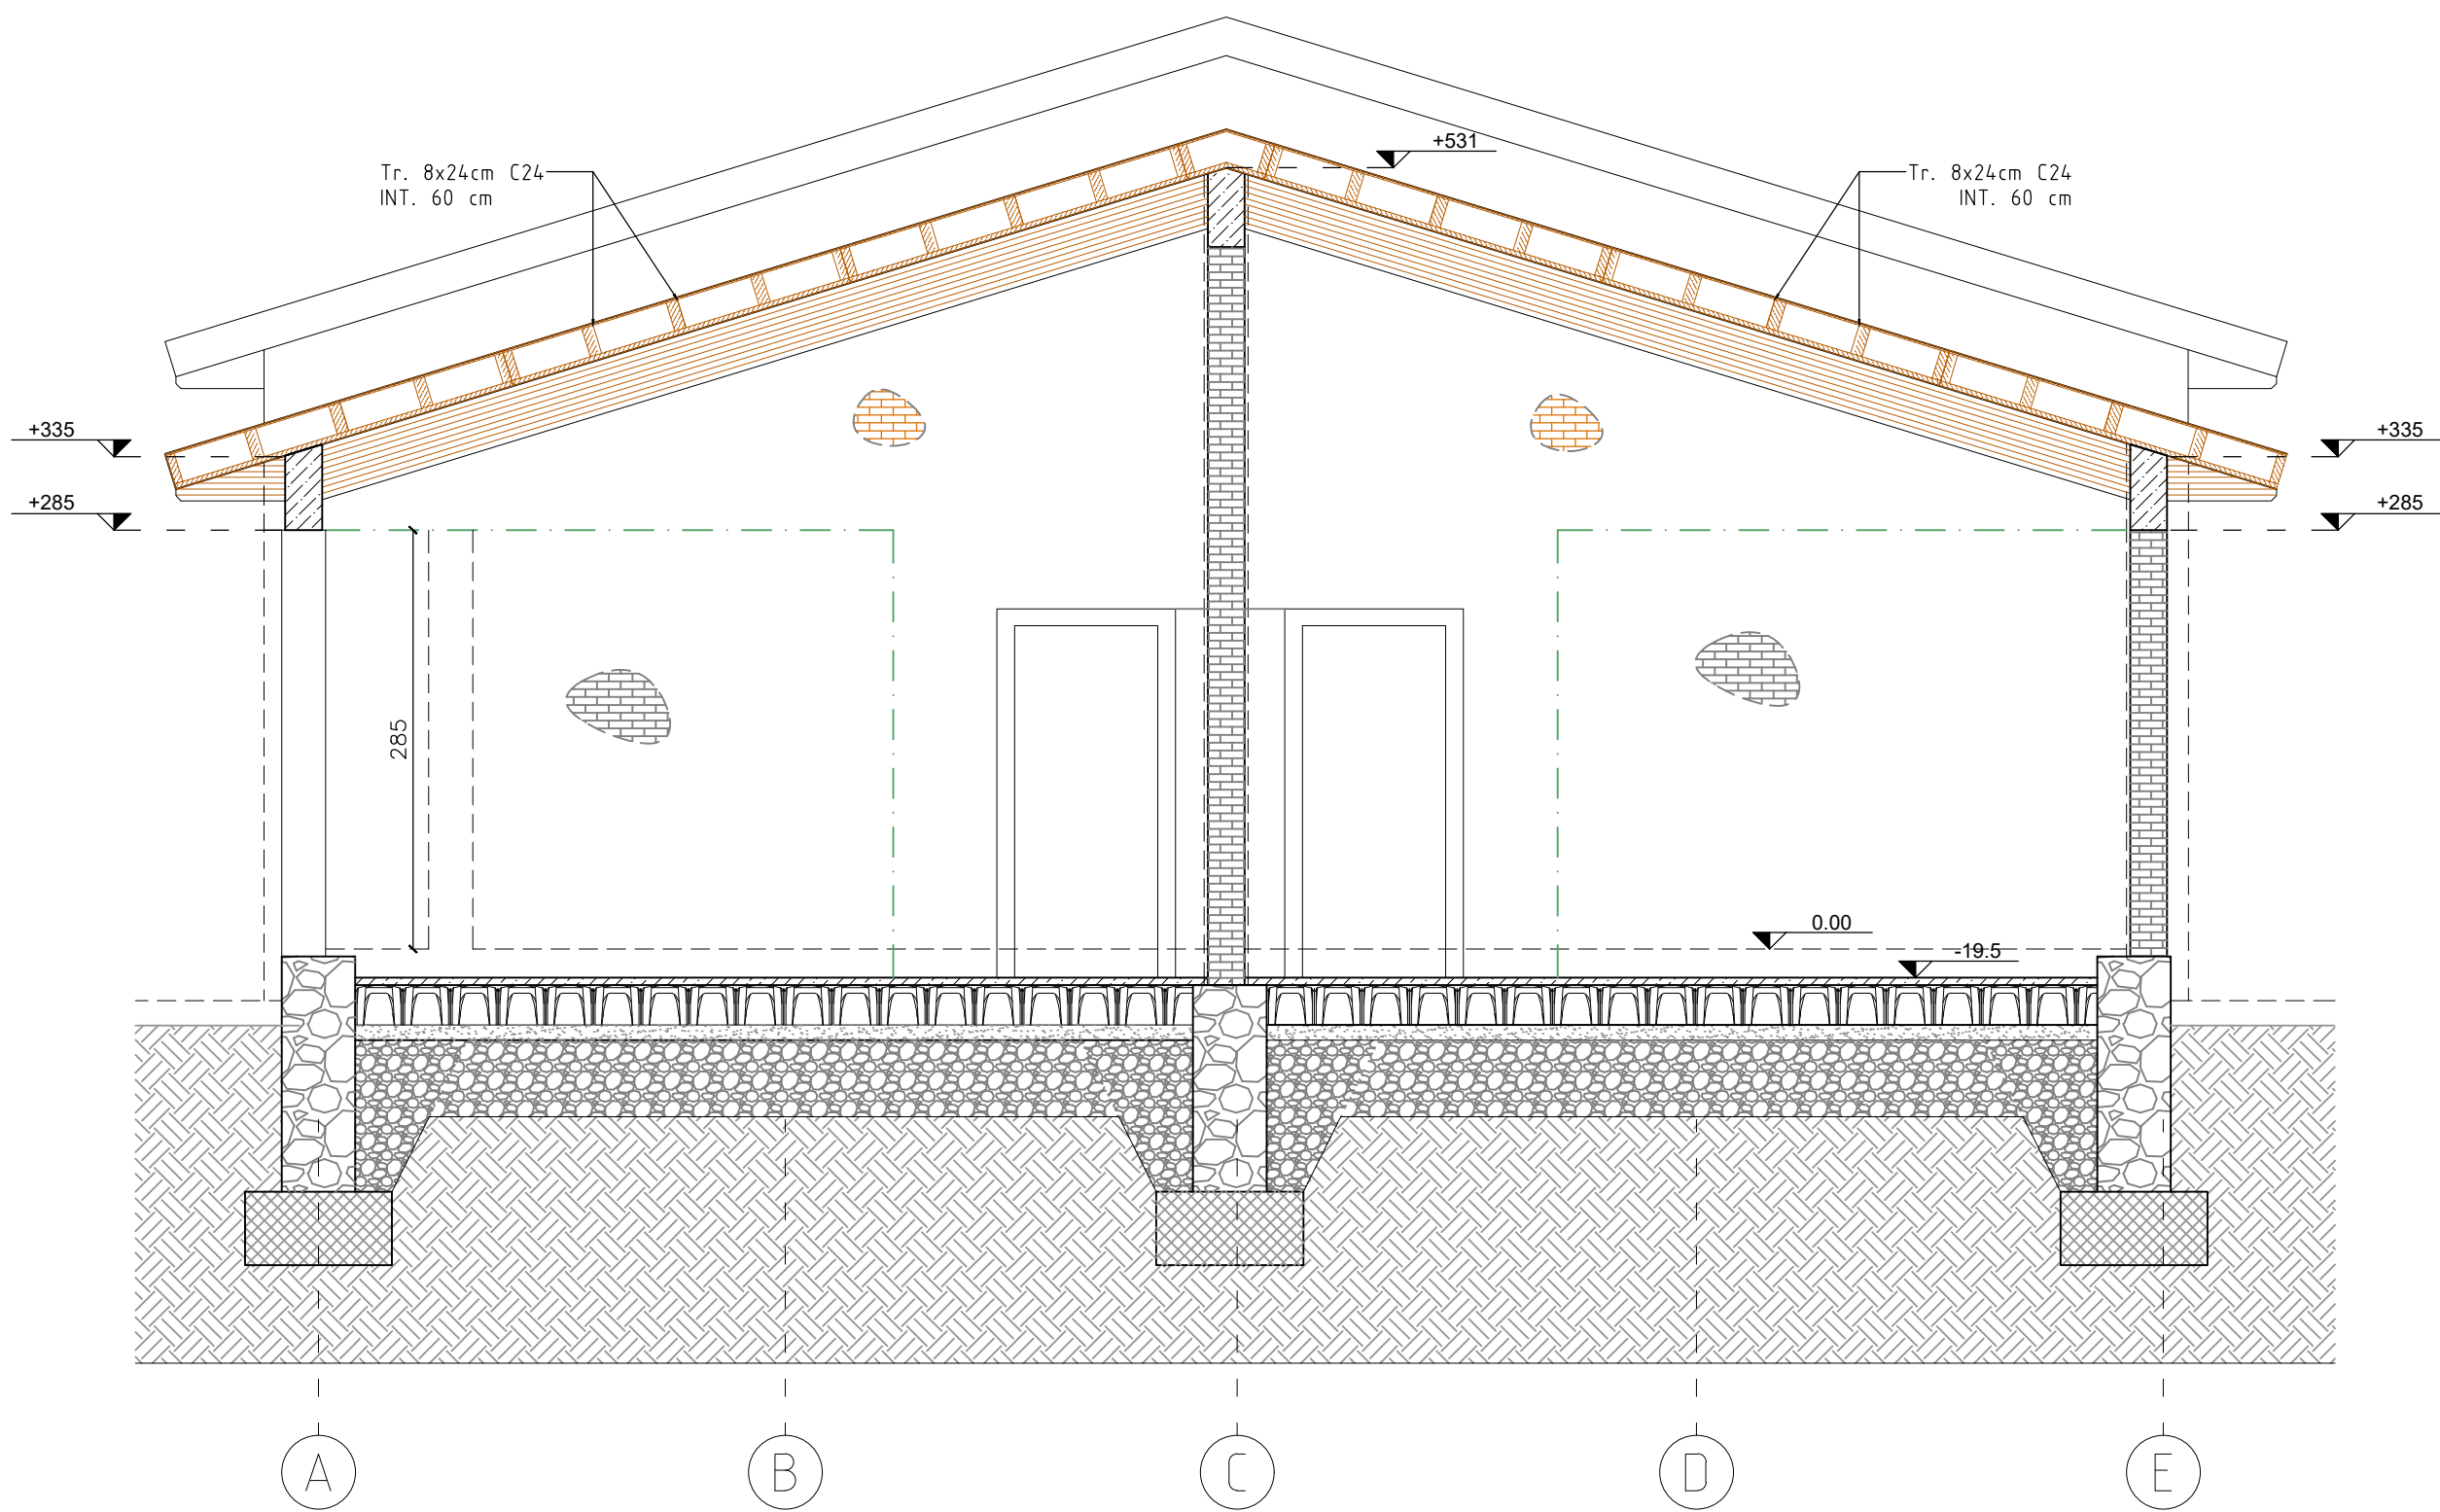 +531
Tr. 8x24cm C24
INT. 60 cm
Tr. 8x24cm C24
INT. 60 cm
+335
+335
+285
+285
285
0.00
-19.5
A
B
C
D
E